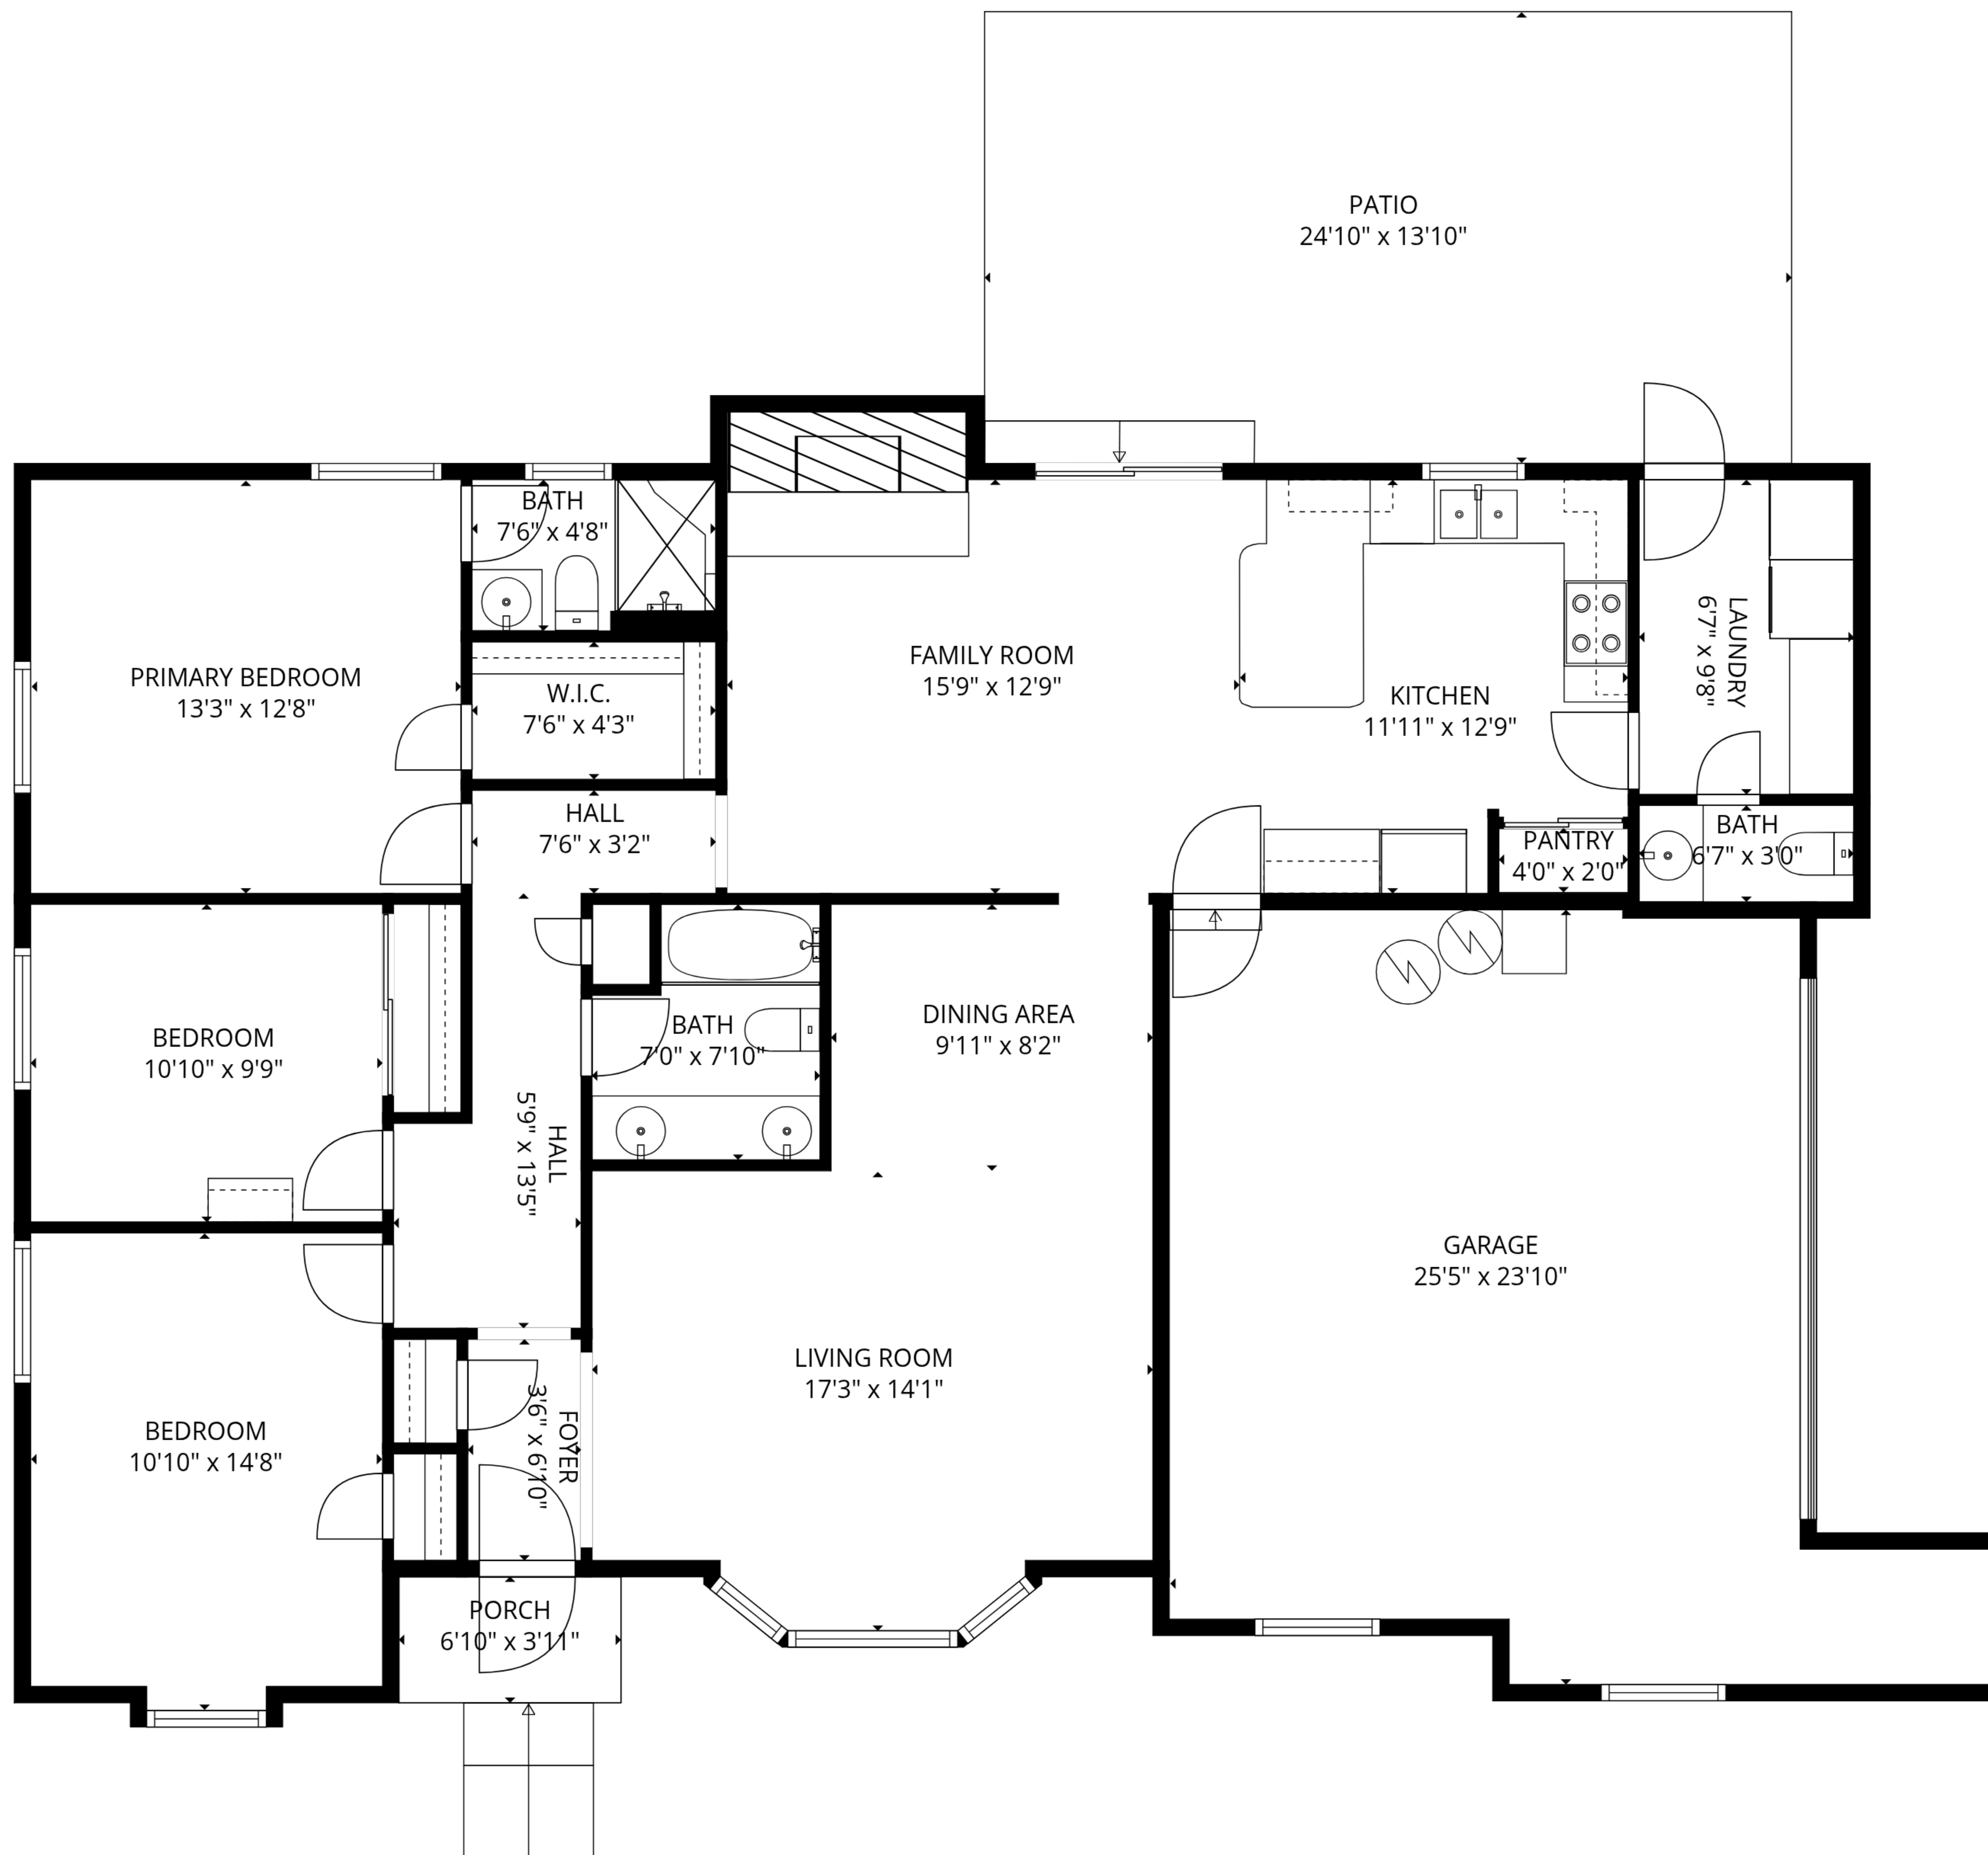 PATIO
24'10" x 13'10"
BATH
7'6" x 4'8"
PRIMARY BEDROOM
13'3" x 12'8"
W.I.C.
7'6" x 4'3"
FAMILY ROOM
15'9" x 12'9"
KITCHEN
11'11" x 12'9"
LAUNDRY
6'7" x 9'8"
HALL
7'6" x 3'2"
PANTRY
4'0" x 2'0"
BATH
6'7" x 3'0"
BEDROOM
10'10" x 9'9"
BATH
7'0" x 7'10"
DINING AREA
9'11" x 8'2"
HALL
5'9" x 13'5"
GARAGE
25'5" x 23'10"
LIVING ROOM
17'3" x 14'1"
BEDROOM
10'10" x 14'8"
FOYER
3'6" x 6'10"
PORCH
6'10" x 3'11"